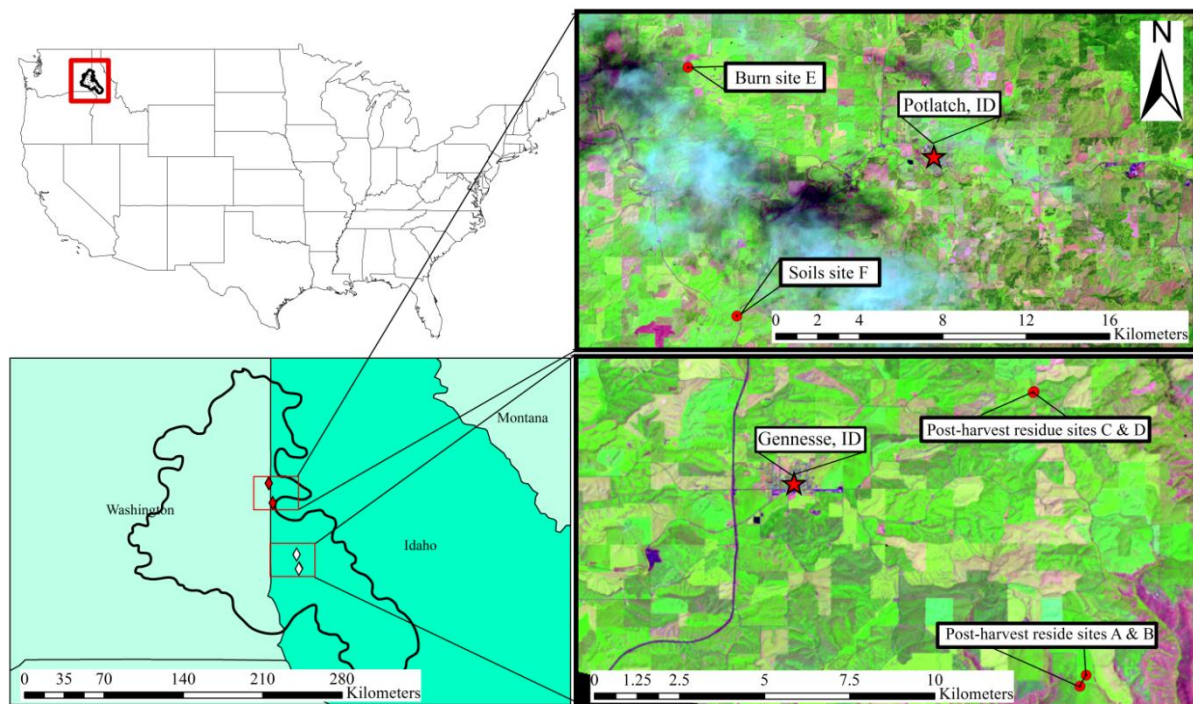 N
Burn site E
Potlatch, ID
Soils site F
0 2 4 8 12 16
Kilometers
Montana
Washington
Idaho
0 35 70 140 210 280
Kilometers
Post-harvest residue sites C & D
Gennesse, ID
Post-harvest reside sites A & B
0 1.25 2.5 5 7.5 10
Kilometers